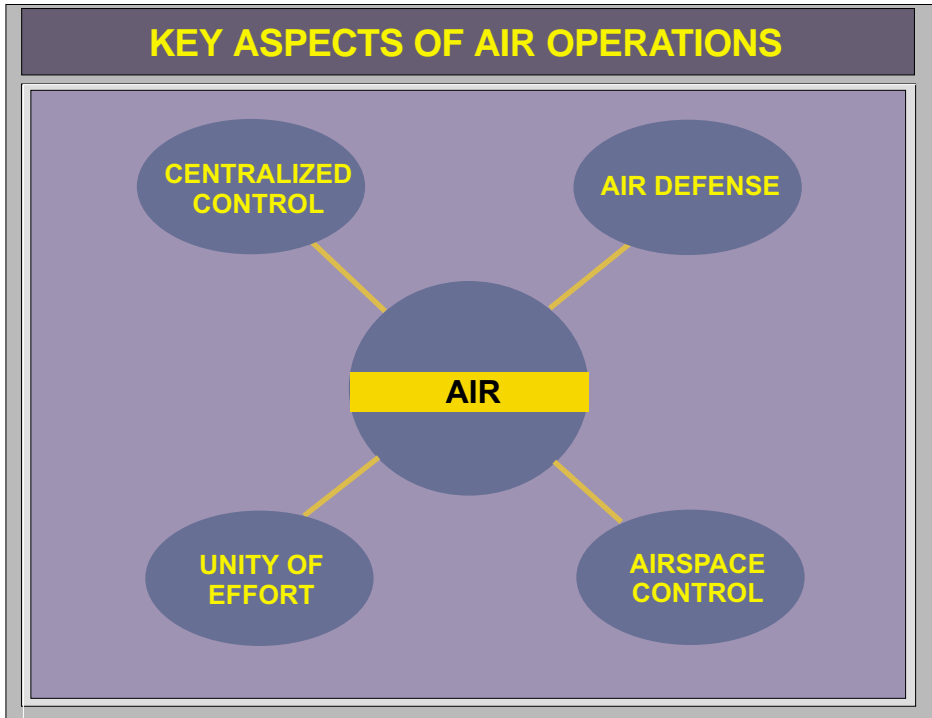 KEY ASPECTS OF AIR OPERATIONS
CENTRALIZED
CONTROL
AIR DEFENSE
AIR
UNITY OF
EFFORT
AIRSPACE
CONTROL